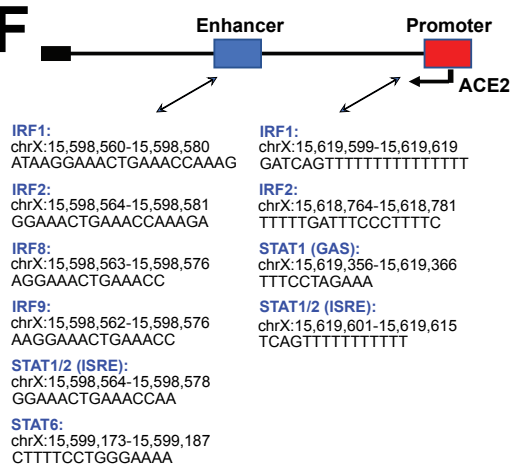 F
Enhancer
Promoter
ACE2
IRF1:
chrX:15,598,560-15,598,580
ATAAGGAAACTGAAACCAAAG
IRF2:
chrX:15,598,564-15,598,581
GGAAACTGAAACCAAAGA
IRF8:
chrX:15,598,563-15,598,576
AGGAAACTGAAACC
IRF9:
chrX:15,598,562-15,598,576
AAGGAAACTGAAACC
STAT1/2 (ISRE):
chrX:15,598,564-15,598,578
GGAAACTGAAACCAA
STAT6:
chrX:15,599,173-15,599,187
CTTTTCCTGGGAAAA
IRF1:
chrX:15,619,599-15,619,619
GATCAGTTTTTTTTTTTTTTT
IRF2:
chrX:15,618,764-15,618,781
TTTTTGATTTCCCTTTTC
STAT1 (GAS):
chrX:15,619,356-15,619,366
TTTCCTAGAAA
STAT1/2 (ISRE):
chrX:15,619,601-15,619,615
TCAGTTTTTTTTTTT